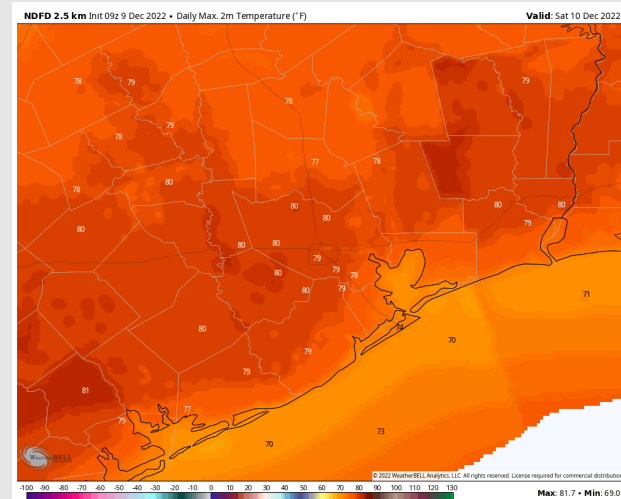 NDFD 2.5 km Init 09z 9 Dec 2022 • Daily Max. 2m Temperature (°F)
Valid: Sat 10 Dec 2022
78 79 79
78
79
78
77 78
80
78
80 80 80
80
80 79
80 80
79
79
80 78
80 79
71
80 74
70
79
79
81
77
79
73
70
WeatherBELL
© 2022 WeatherBELL Analytics, LLC. All rights reserved. License required for commercial distribution
-100 -90 -80 -70 -60 -50 -40 -30 -20 -10 0 10 20 30 40 50 60 70 80 90 100 110 120 130
Max: 81.7 • Min: 69.0